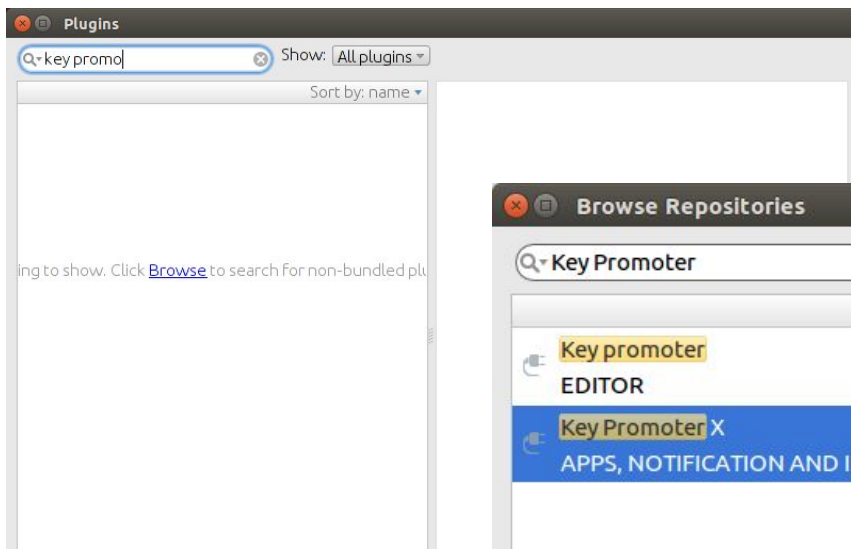 Plugins
key promo
Show: All plugins
Sort by: name
ing to show. Click Browse to search for non-bundled plu
Browse Repositories
Key Promoter
Key promoter
EDITOR
Key Promoter X
APPS, NOTIFICATION AND I